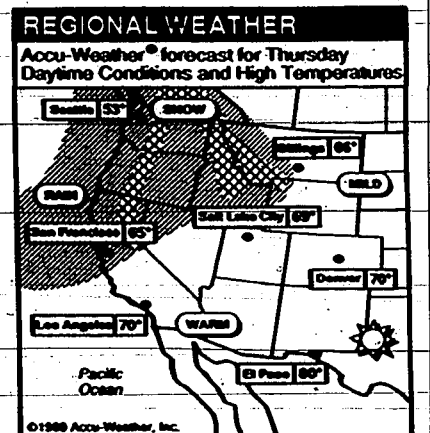 REGIONAL WEATHER
Accu-Weather® forecast for Thursday
Daytime Conditions and High Temperatures
Seattle 53°
SNOW
Billings 66°
MILD
RAIN
Salt Lake City 69°
San Francisco 65°
Denver 70°
Los Angeles 70°
WARM
Pacific
Ocean
El Paso 80°
Accu-Weather, Inc.